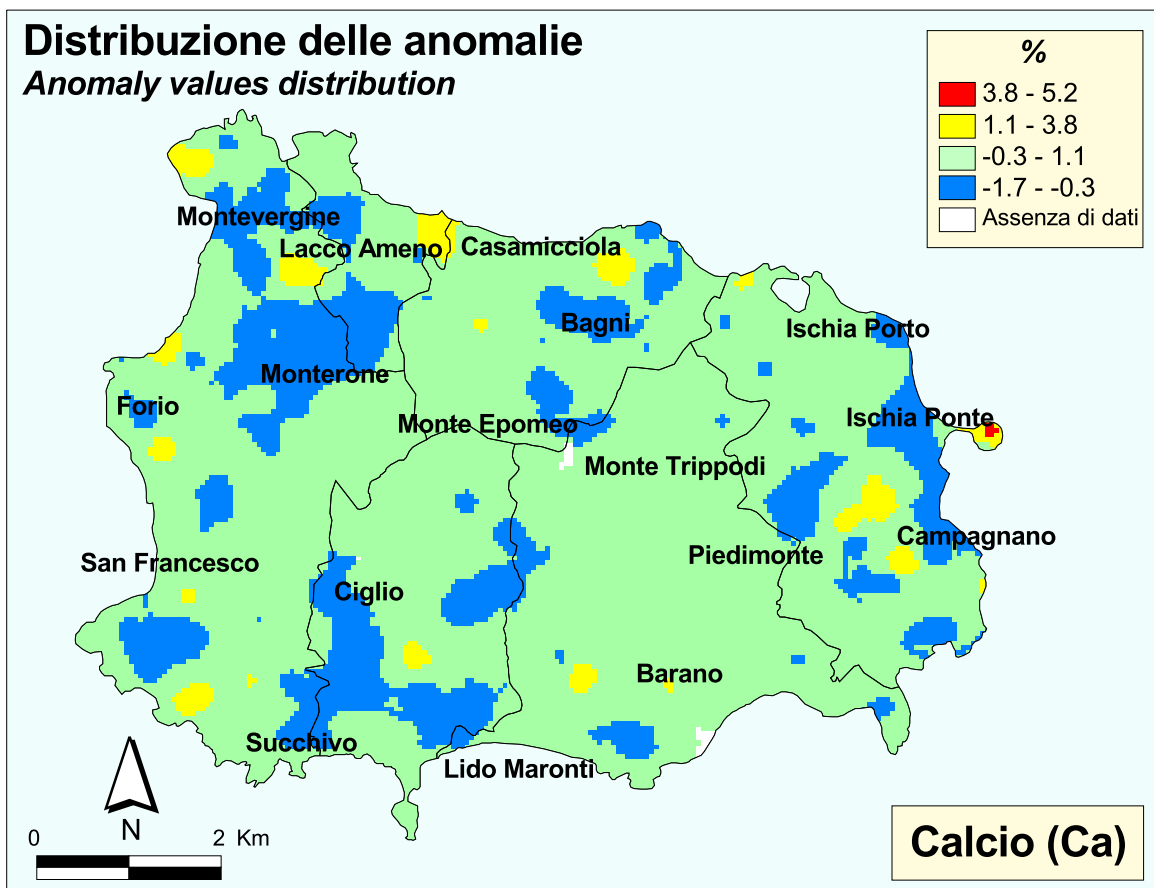 Distribuzione delle anomalie
Anomaly values distribution
%
3.8 - 5.2
1.1 - 3.8
-0.3 - 1.1
-1.7 - -0.3
Assenza di dati
Montevergine
Lacco Ameno
Casamicciola
Bagni
Ischia Porto
Monterone
Forio
Monte Epomeo
Ischia Ponte
Monte Trippodi
Campagnano
Piedimonte
San Francesco
Ciglio
Barano
Succhivo
Lido Maronti
N
0 2 Km
Calcio (Ca)